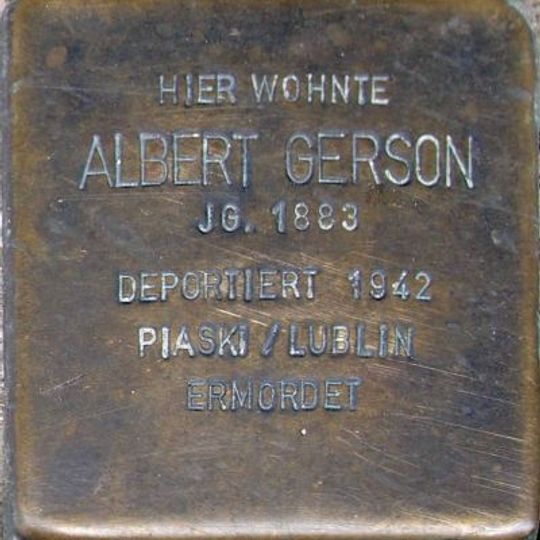 HIER WOHNTE
ALBERT GERSON
JG. 1883
DEPORTIERT 1942
PIASKI / LUBLIN
ERMORDET